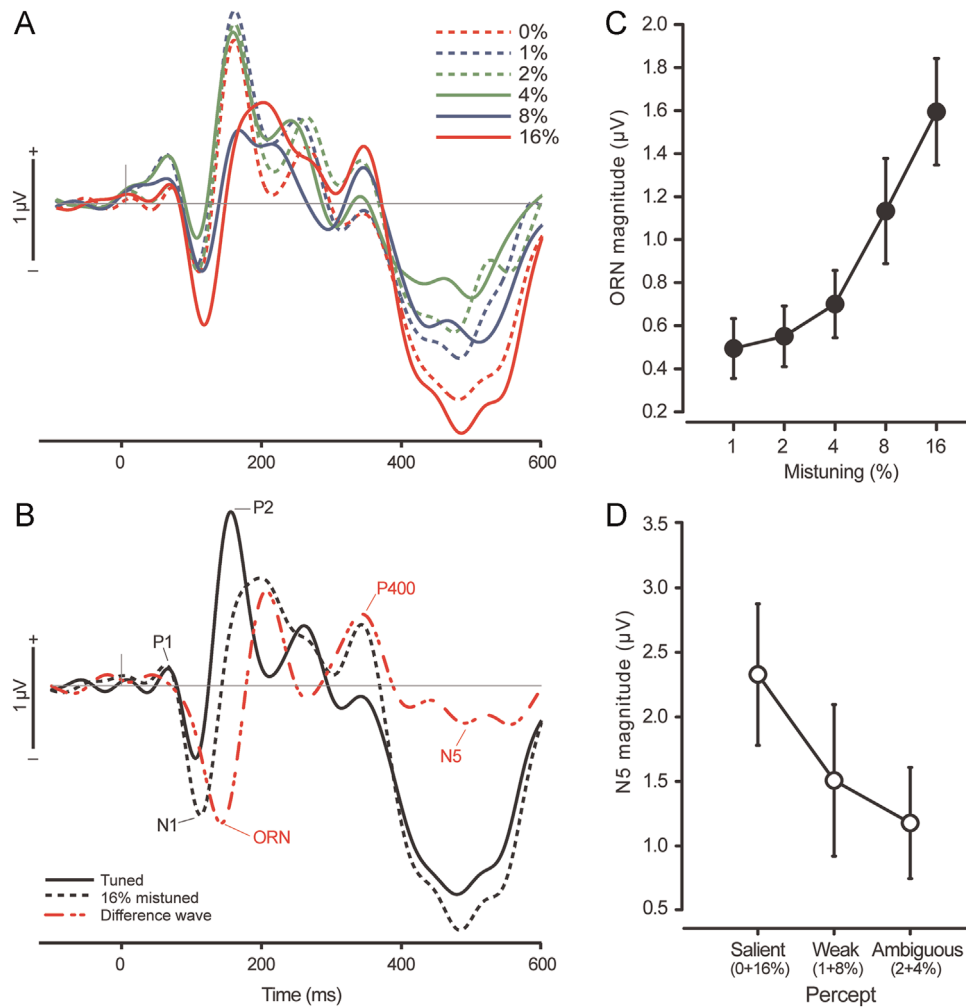 A
0%
1%
2%
4%
8%
16%
+
1 µV
–
0
200
400
600
B
P2
P400
P1
+
1 µV
–
N5
N1
ORN
Tuned
16% mistuned
Difference wave
0
200
400
600
Time (ms)
C
2.0
1.8
1.6
1.4
1.2
1.0
0.8
0.6
0.4
0.2
ORN magnitude (µV)
1
2
4
8
16
Mistuning (%)
D
3.5
3.0
2.5
2.0
1.5
1.0
0.5
N5 magnitude (µV)
Salient
(0+16%)
Weak
(1+8%)
Ambiguous
(2+4%)
Percept